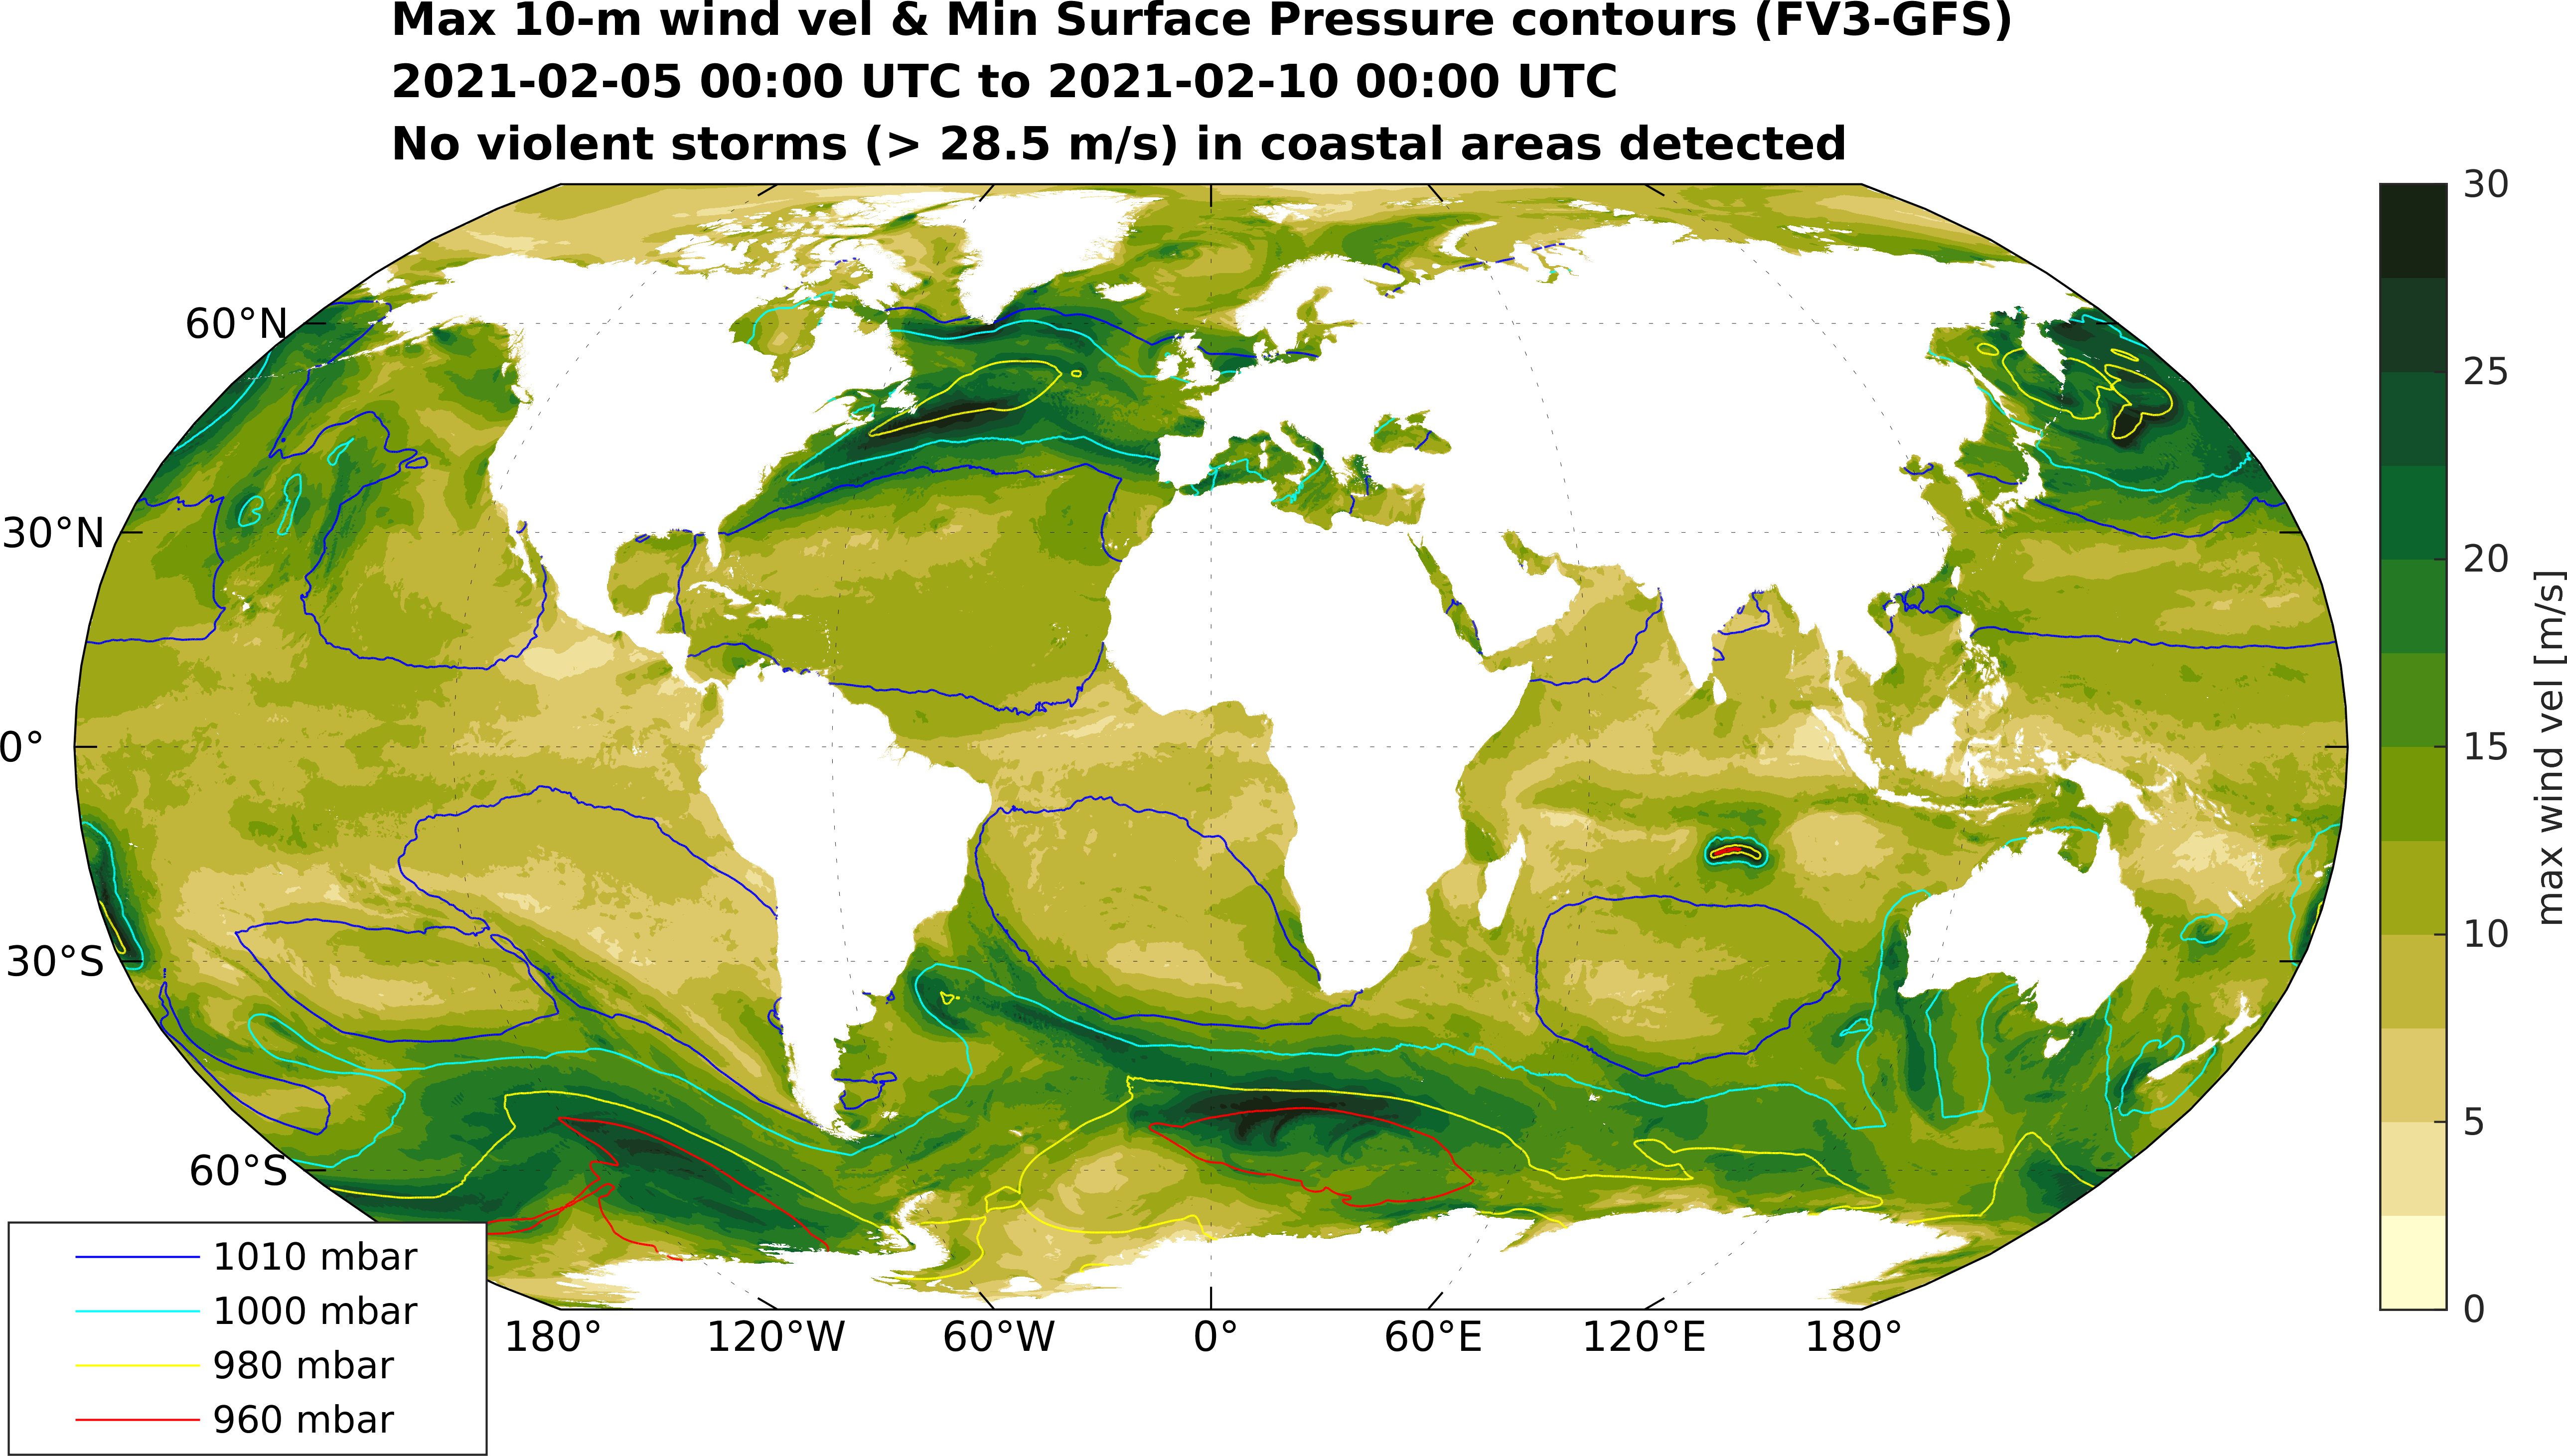 Max 10-m wind vel & Min Surface Pressure contours (FV3-GFS)
2021-02-05 00:00 UTC to 2021-02-10 00:00 UTC
No violent storms (> 28.5 m/s) in coastal areas detected
60°N
30°N
0°
30°S
60°S
180°
120°W
60°W
0°
60°E
120°E
180°
1010 mbar
1000 mbar
980 mbar
960 mbar
30
25
20
15
10
5
0
max wind vel [m/s]